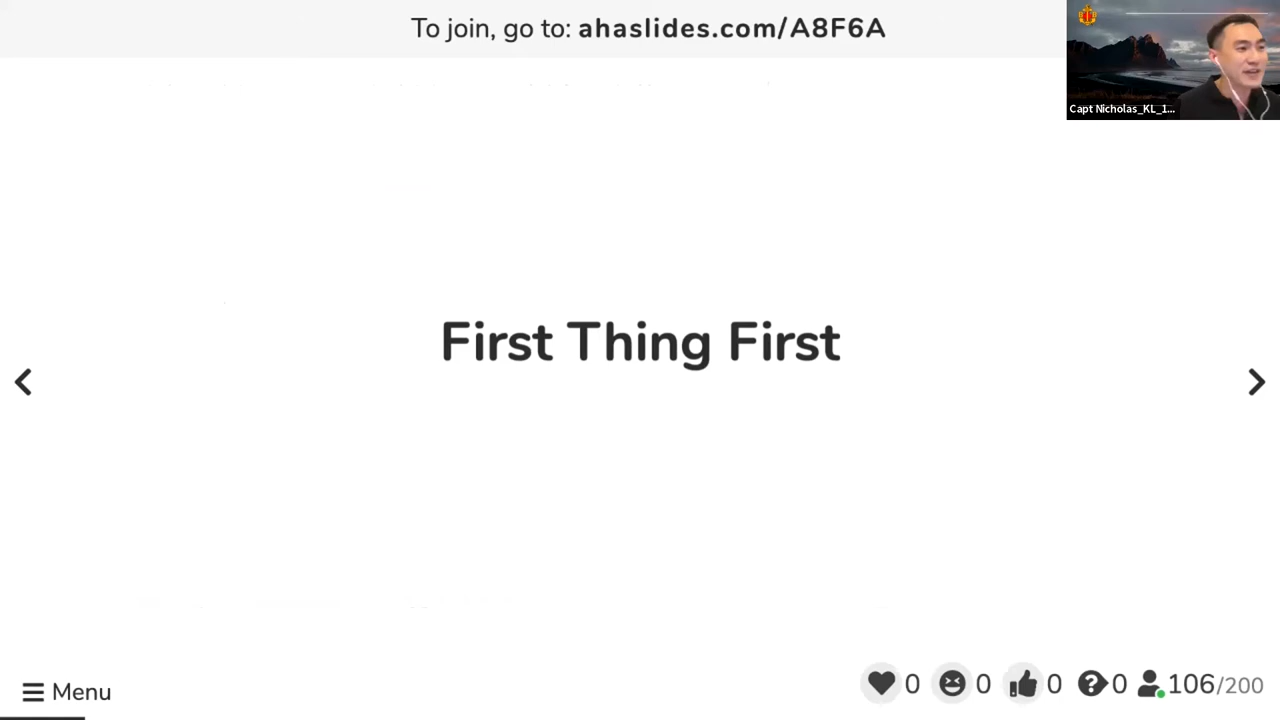 To join, go to: ahaslides.com/A8F6A
Capt Nicholas_KL_1...
First Thing First
Menu
0
0
0
0
106/200